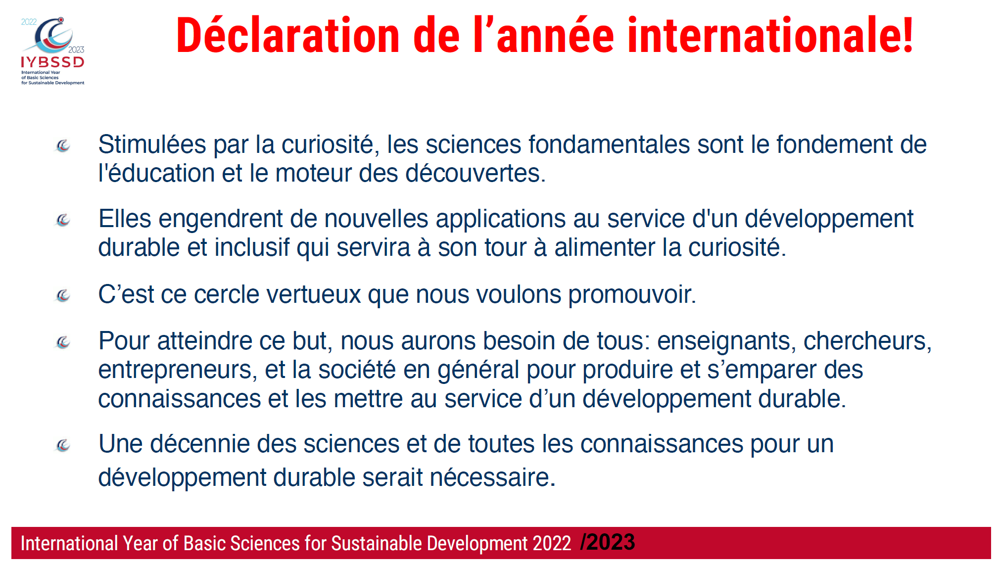 2022
2023
IYBSSD
International Year
of Basic Sciences
for Sustainable Development
Déclaration de l’année internationale!
Stimulées par la curiosité, les sciences fondamentales sont le fondement de
l'éducation et le moteur des découvertes.
Elles engendrent de nouvelles applications au service d'un développement
durable et inclusif qui servira à son tour à alimenter la curiosité.
C’est ce cercle vertueux que nous voulons promouvoir.
Pour atteindre ce but, nous aurons besoin de tous: enseignants, chercheurs,
entrepreneurs, et la société en général pour produire et s’emparer des
connaissances et les mettre au service d’un développement durable.
Une décennie des sciences et de toutes les connaissances pour un
développement durable serait nécessaire.
International Year of Basic Sciences for Sustainable Development 2022 /2023